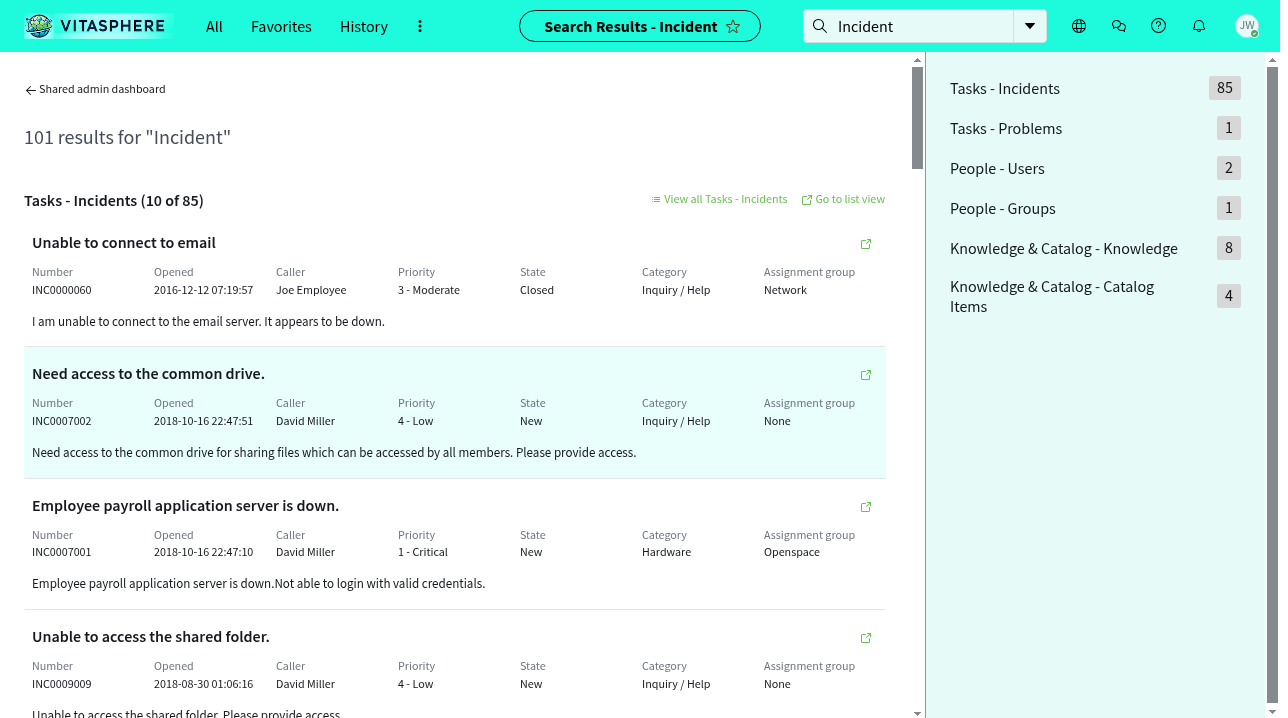 VITASPHERE
All
Favorites
History
Search Results - Incident
Incident
JW
Shared admin dashboard
101 results for "Incident"
Tasks - Incidents (10 of 85)
View all Tasks - Incidents
Go to list view
Unable to connect to email
Number Opened Caller Priority State Category Assignment group
INC0000060 2016-12-12 07:19:57 Joe Employee 3 - Moderate Closed Inquiry / Help Network
I am unable to connect to the email server. It appears to be down.
Need access to the common drive.
Number Opened Caller Priority State Category Assignment group
INC0007002 2018-10-16 22:47:51 David Miller 4 - Low New Inquiry / Help None
Need access to the common drive for sharing files which can be accessed by all members. Please provide access.
Employee payroll application server is down.
Number Opened Caller Priority State Category Assignment group
INC0007001 2018-10-16 22:47:10 David Miller 1 - Critical New Hardware Openspace
Employee payroll application server is down.Not able to login with valid credentials.
Unable to access the shared folder.
Number Opened Caller Priority State Category Assignment group
INC0009009 2018-08-30 01:06:16 David Miller 4 - Low New Inquiry / Help None
Unable to access the shared folder. Please provide access.
Tasks - Incidents 85
Tasks - Problems 1
People - Users 2
People - Groups 1
Knowledge & Catalog - Knowledge 8
Knowledge & Catalog - Catalog
Items 4